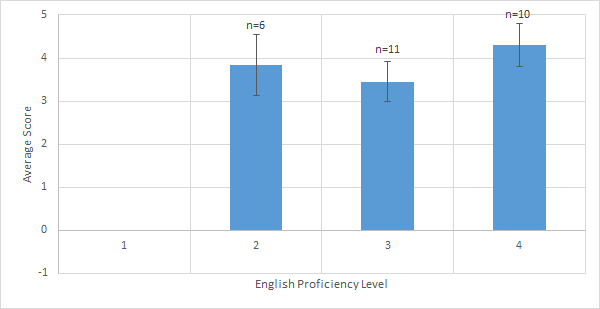 5
4
3
2
1
0
-1
n=6
n=11
n=10
1
2
3
4
Average Score
English Proficiency Level